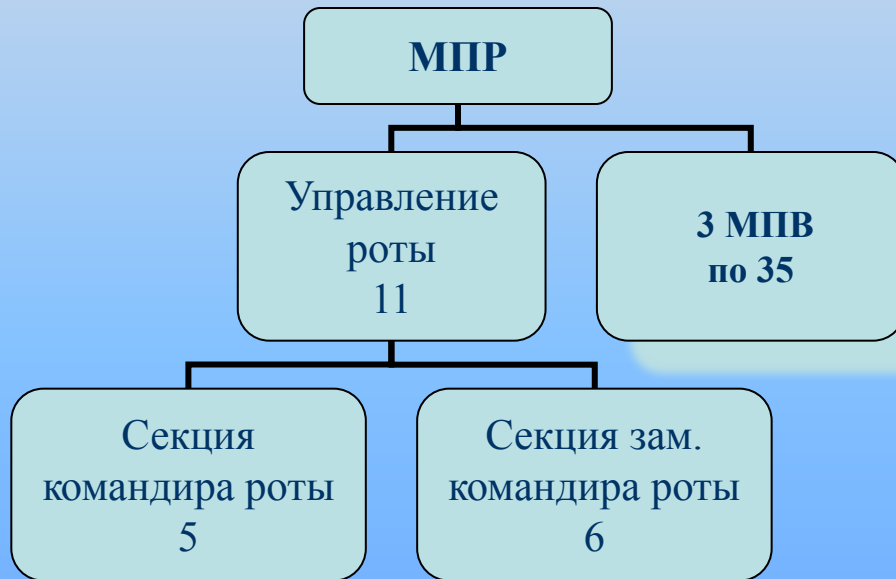 МПР
Управление
роты
11
3 МПВ
по 35
Секция
командира роты
5
Секция зам.
командира роты
6